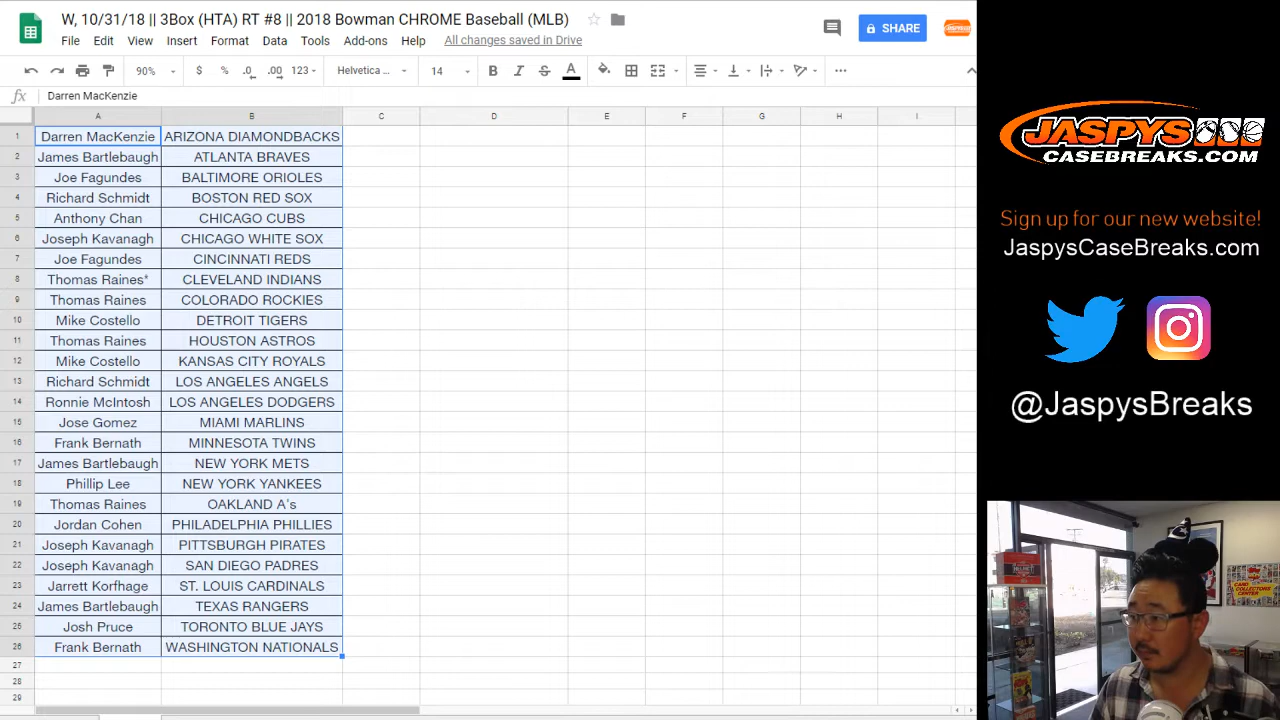 W, 10/31/18 || 3Box (HTA) RT #8 || 2018 Bowman CHROME Baseball (MLB)
File Edit View Insert Format Data Tools Add-ons Help All changes saved in Drive
SHARE
90% $ % .0 .00 123 Helvetica ... 14 B I S A
fx Darren MacKenzie
A B C D E F G H I
1 Darren MacKenzie ARIZONA DIAMONDBACKS
2 James Bartlebaugh ATLANTA BRAVES
3 Joe Fagundes BALTIMORE ORIOLES
4 Richard Schmidt BOSTON RED SOX
5 Anthony Chan CHICAGO CUBS
6 Joseph Kavanagh CHICAGO WHITE SOX
7 Joe Fagundes CINCINNATI REDS
8 Thomas Raines* CLEVELAND INDIANS
9 Thomas Raines COLORADO ROCKIES
10 Mike Costello DETROIT TIGERS
11 Thomas Raines HOUSTON ASTROS
12 Mike Costello KANSAS CITY ROYALS
13 Richard Schmidt LOS ANGELES ANGELS
14 Ronnie McIntosh LOS ANGELES DODGERS
15 Jose Gomez MIAMI MARLINS
16 Frank Bernath MINNESOTA TWINS
17 James Bartlebaugh NEW YORK METS
18 Phillip Lee NEW YORK YANKEES
19 Thomas Raines OAKLAND A's
20 Jordan Cohen PHILADELPHIA PHILLIES
21 Joseph Kavanagh PITTSBURGH PIRATES
22 Joseph Kavanagh SAN DIEGO PADRES
23 Jarrett Korfhage ST. LOUIS CARDINALS
24 James Bartlebaugh TEXAS RANGERS
25 Josh Pruce TORONTO BLUE JAYS
26 Frank Bernath WASHINGTON NATIONALS
27
28
29
JASPYS
CASEBREAKS.COM
Sign up for our new website!
JaspysCaseBreaks.com
@JaspysBreaks